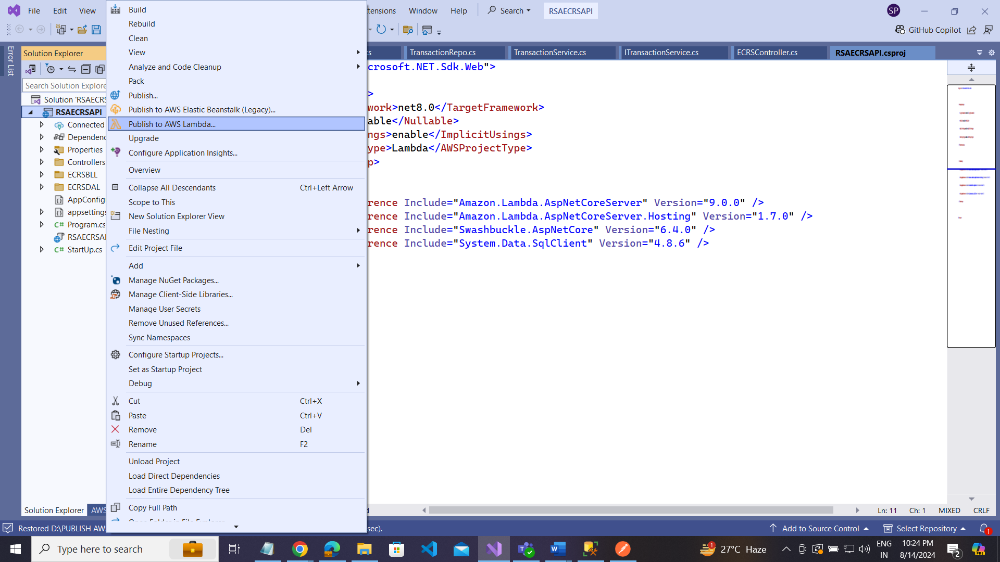 File Edit View
tensions Window Help Search RSAECRSAPI SP
GitHub Copilot
Error List
Solution Explorer
Search Solution Explore
Solution 'RSAECRS
RSAECRSAPI
Connected
Dependenc
Properties
Controllers
ECRSBLL
ECRSDAL
AppConfig
appsettings
Program.cs
RSAECRSAI
StartUp.cs
Solution Explorer AWS
Build
Rebuild
Clean
View
Analyze and Code Cleanup
Pack
Publish...
Publish to AWS Elastic Beanstalk (Legacy)...
Publish to AWS Lambda...
Upgrade
Configure Application Insights...
Overview
Collapse All Descendants Ctrl+Left Arrow
Scope to This
New Solution Explorer View
File Nesting
Edit Project File
Add
Manage NuGet Packages...
Manage Client-Side Libraries...
Manage User Secrets
Remove Unused References...
Sync Namespaces
Configure Startup Projects...
Set as Startup Project
Debug
Cut Ctrl+X
Paste Ctrl+V
Remove Del
Rename F2
Unload Project
Load Direct Dependencies
Load Entire Dependency Tree
Copy Full Path
cs TransactionRepo.cs TransactionService.cs ITransactionService.cs ECRSController.cs RSAECRSAPI.csproj
crosoft.NET.Sdk.Web">
>
work>net8.0</TargetFramework>
able</Nullable>
ngs>enable</ImplicitUsings>
ype>Lambda</AWSProjectType>
p>
rence Include="Amazon.Lambda.AspNetCoreServer" Version="9.0.0" />
rence Include="Amazon.Lambda.AspNetCoreServer.Hosting" Version="1.7.0" />
rence Include="Swashbuckle.AspNetCore" Version="6.4.0" />
rence Include="System.Data.SqlClient" Version="4.8.6" />
Ln: 11 Ch: 1 MIXED CRLF
Restored D:\PUBLISH AW sec). Add to Source Control Select Repository 1
Type here to search 1 27°C Haze ENG IN 10:24 PM 8/14/2024 2 PRE